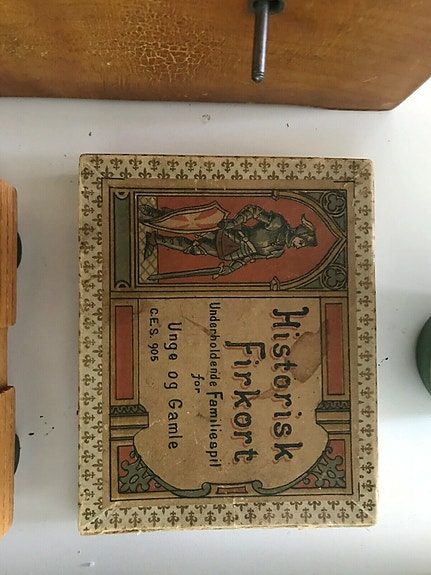 Historisk
Firkort
Underholdende Familiespil
for
Unge og Gamle
C.E.S. 905